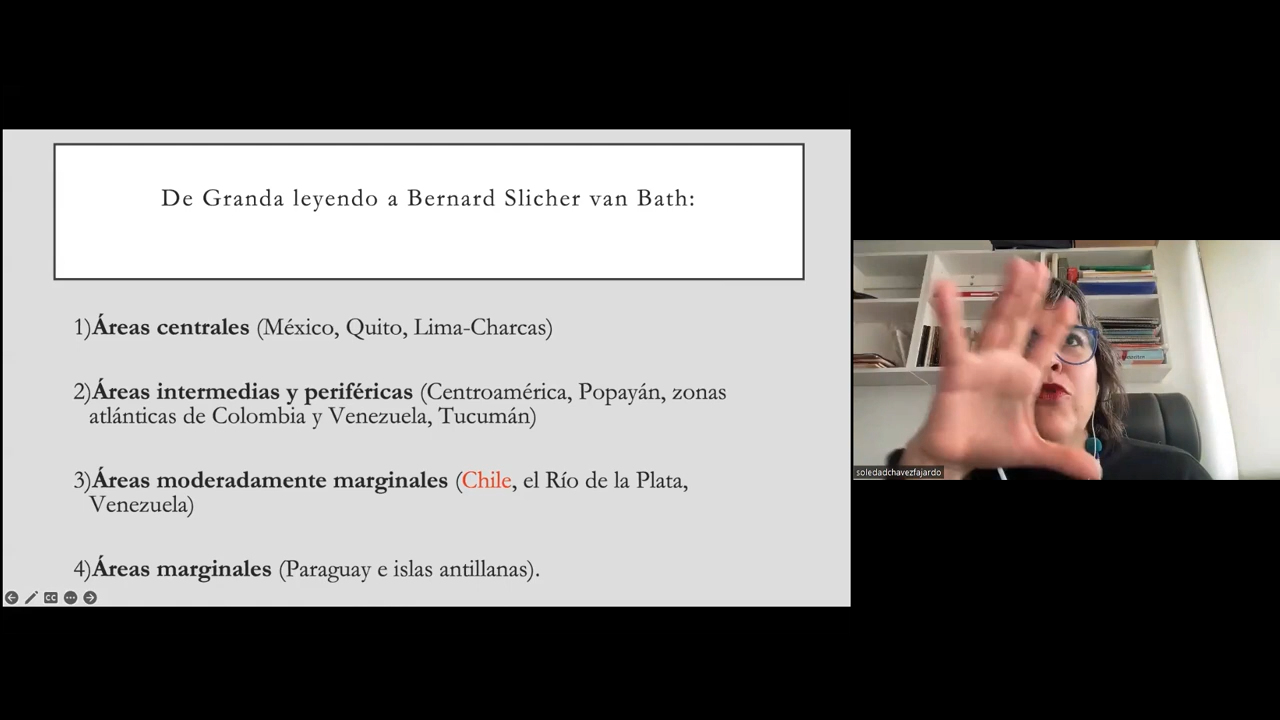 De Granda leyendo a Bernard Slicher van Bath:
1)Áreas centrales (México, Quito, Lima-Charcas)
2)Áreas intermedias y periféricas (Centroamérica, Popayán, zonas
atlánticas de Colombia y Venezuela, Tucumán)
3)Áreas moderadamente marginales (Chile, el Río de la Plata,
Venezuela)
4)Áreas marginales (Paraguay e islas antillanas).
CC
soledadchavezfajardo